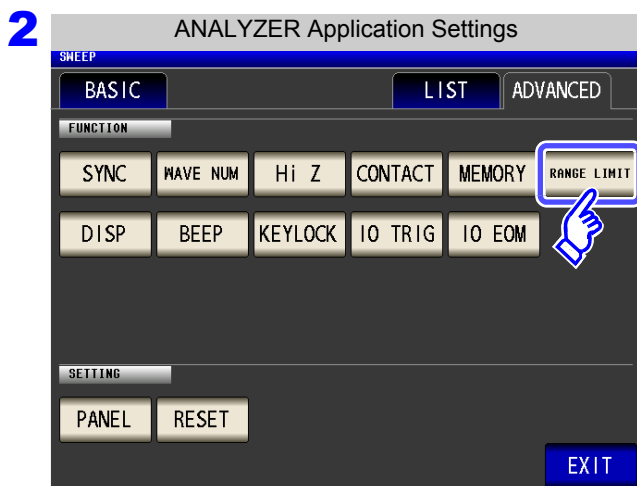 2
ANALYZER Application Settings
SWEEP
BASIC LIST ADVANCED
FUNCTION
SYNC WAVE NUM Hi Z CONTACT MEMORY RANGE LIMIT
DISP BEEP KEYLOCK IO TRIG IO EOM
SETTING
PANEL RESET
EXIT